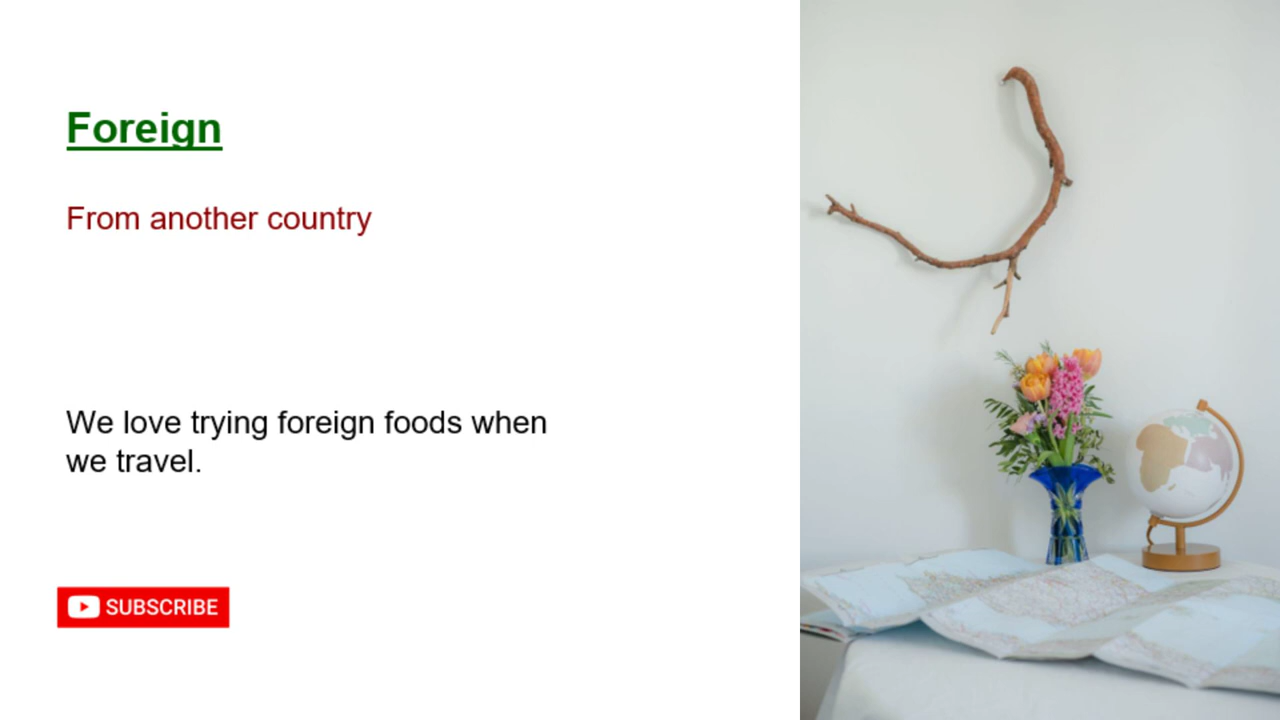 Foreign
From another country
We love trying foreign foods when
we travel.
SUBSCRIBE